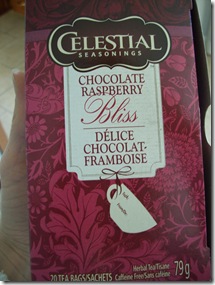 CELESTIAL
SEASONINGS
CHOCOLATE
RASPBERRY
Bliss
DÉLICE
CHOCOLAT-
FRAMBOISE
Herbal Tea/Tisane
20 TEA BAGS/SACHETS Caffeine Free/Sans caféine 79 g